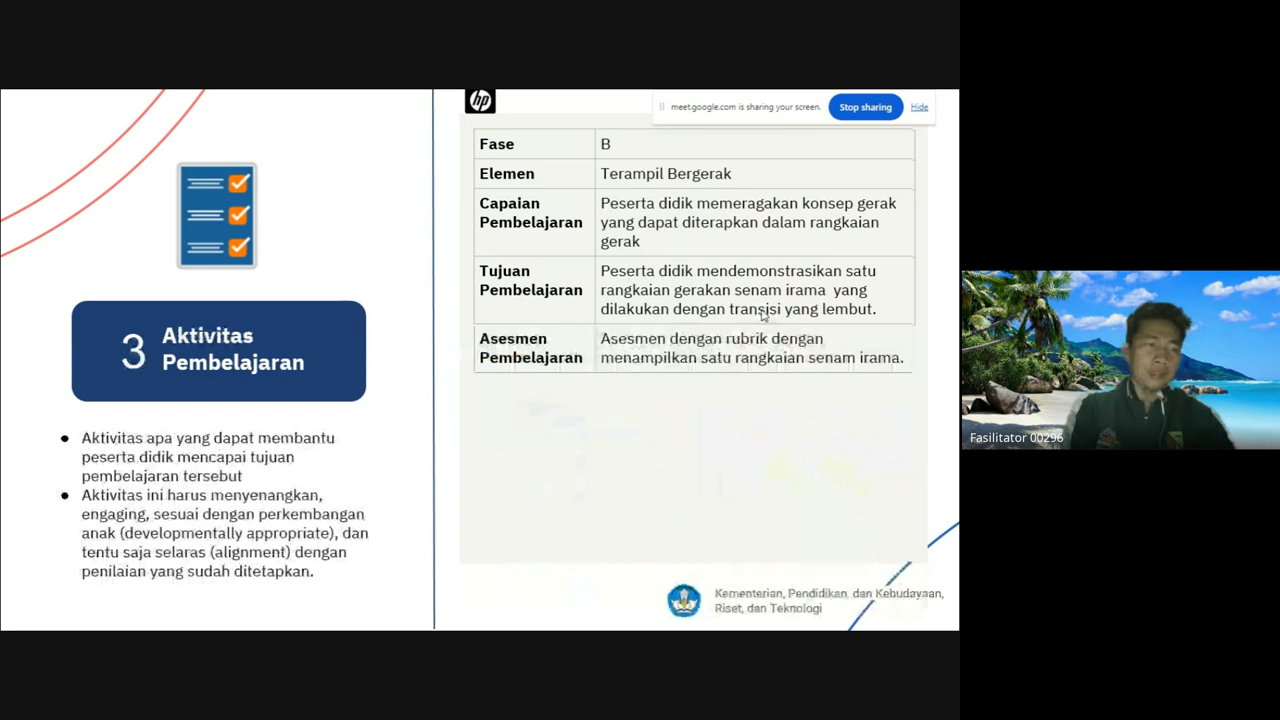 hp
meet.google.com is sharing your screen.
Stop sharing
Hide
3
Aktivitas
Pembelajaran
Aktivitas apa yang dapat membantu
peserta didik mencapai tujuan
pembelajaran tersebut
Aktivitas ini harus menyenangkan,
engaging, sesuai dengan perkembangan
anak (developmentally appropriate), dan
tentu saja selaras (alignment) dengan
penilaian yang sudah ditetapkan.
Fase
B
Elemen
Terampil Bergerak
Capaian
Pembelajaran
Peserta didik memeragakan konsep gerak
yang dapat diterapkan dalam rangkaian
gerak
Tujuan
Pembelajaran
Peserta didik mendemonstrasikan satu
rangkaian gerakan senam irama yang
dilakukan dengan transisi yang lembut.
Asesmen
Pembelajaran
Asesmen dengan rubrik dengan
menampilkan satu rangkaian senam irama.
Kementerian, Pendidikan, dan Kebudayaan,
Riset, dan Teknologi
Fasilitator 00296